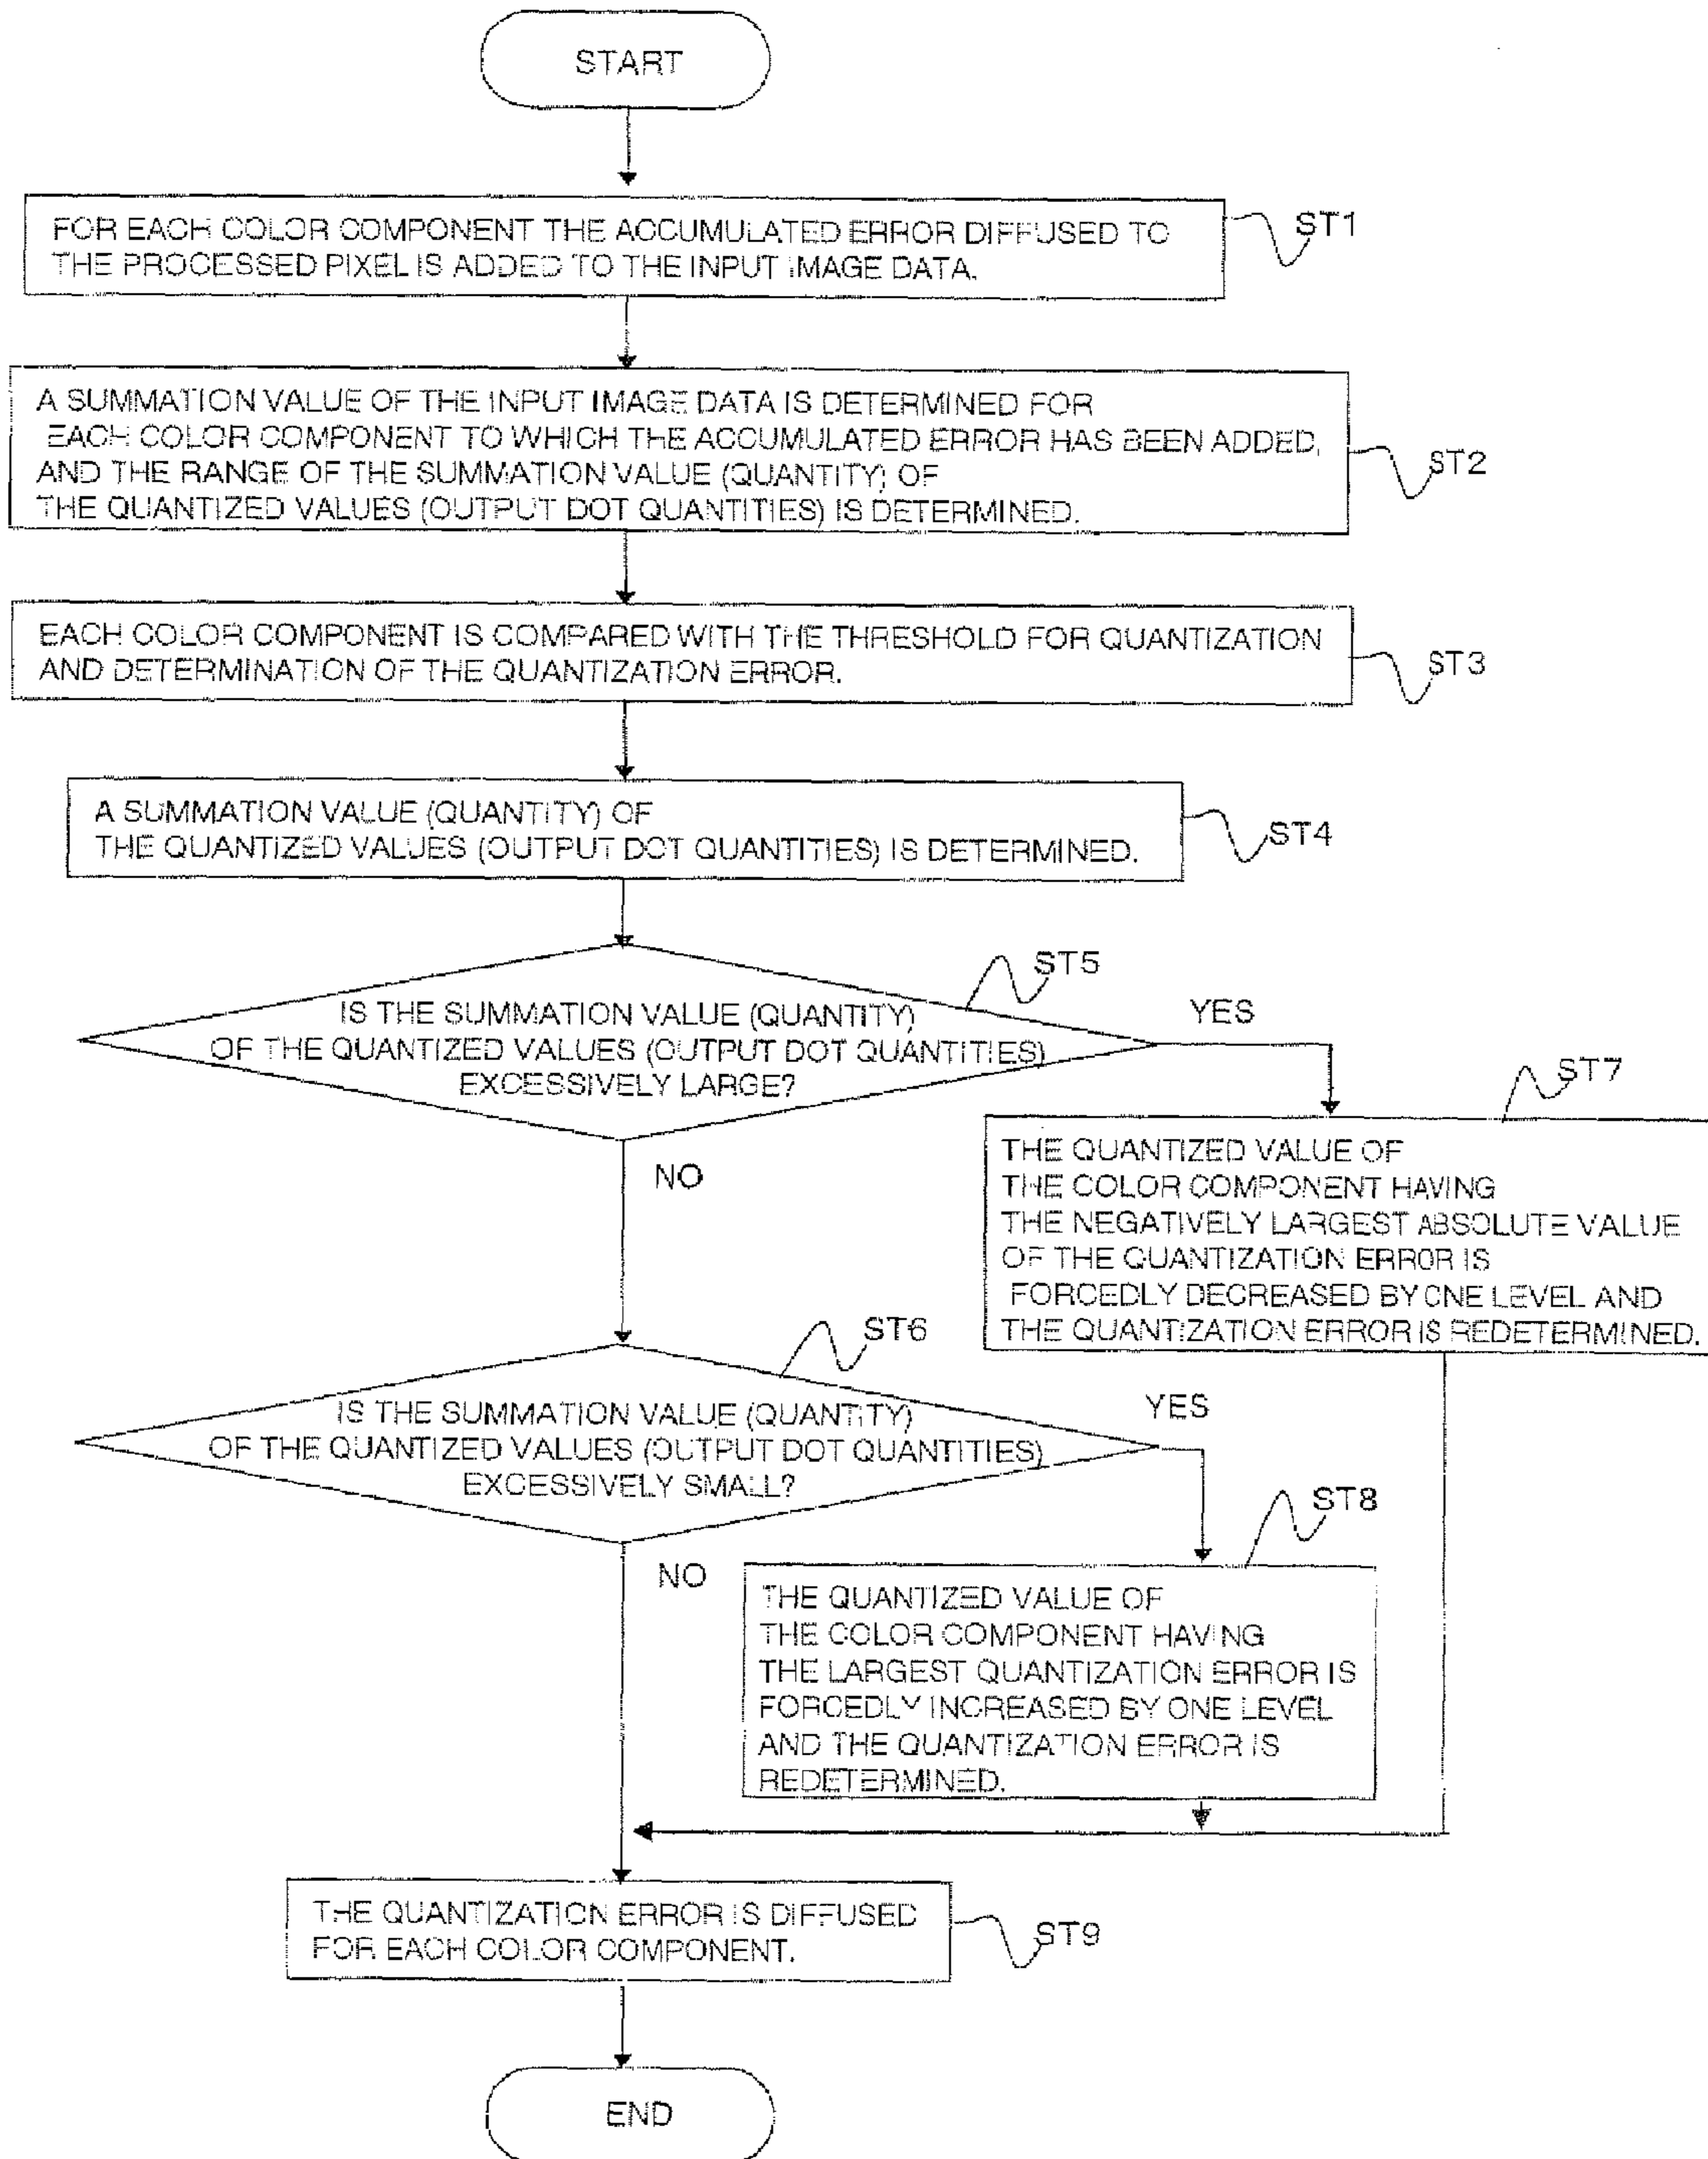 START
FOR EACH COLOR COMPONENT THE ACCUMULATED ERROR DIFFUSED TO
THE PROCESSED PIXEL IS ADDED TO THE INPUT IMAGE DATA.
ST1
A SUMMATION VALUE OF THE INPUT IMAGE DATA IS DETERMINED FOR
EACH COLOR COMPONENT TO WHICH THE ACCUMULATED ERROR HAS BEEN ADDED,
AND THE RANGE OF THE SUMMATION VALUE (QUANTITY) OF
THE QUANTIZED VALUES (OUTPUT DOT QUANTITIES) IS DETERMINED.
ST2
EACH COLOR COMPONENT IS COMPARED WITH THE THRESHOLD FOR QUANTIZATION
AND DETERMINATION OF THE QUANTIZATION ERROR.
ST3
A SUMMATION VALUE (QUANTITY) OF
THE QUANTIZED VALUES (OUTPUT DOT QUANTITIES) IS DETERMINED.
ST4
ST5
IS THE SUMMATION VALUE (QUANTITY)
OF THE QUANTIZED VALUES (OUTPUT DOT QUANTITIES)
EXCESSIVELY LARGE?
YES
NO
ST7
THE QUANTIZED VALUE OF
THE COLOR COMPONENT HAVING
THE NEGATIVELY LARGEST ABSOLUTE VALUE
OF THE QUANTIZATION ERROR IS
FORCEDLY DECREASED BY ONE LEVEL AND
THE QUANTIZATION ERROR IS REDETERMINED.
ST6
IS THE SUMMATION VALUE (QUANTITY)
OF THE QUANTIZED VALUES (OUTPUT DOT QUANTITIES)
EXCESSIVELY SMALL?
YES
NO
ST8
THE QUANTIZED VALUE OF
THE COLOR COMPONENT HAVING
THE LARGEST QUANTIZATION ERROR IS
FORCEDLY INCREASED BY ONE LEVEL
AND THE QUANTIZATION ERROR IS
REDETERMINED.
THE QUANTIZATION ERROR IS DIFFUSED
FOR EACH COLOR COMPONENT.
ST9
END